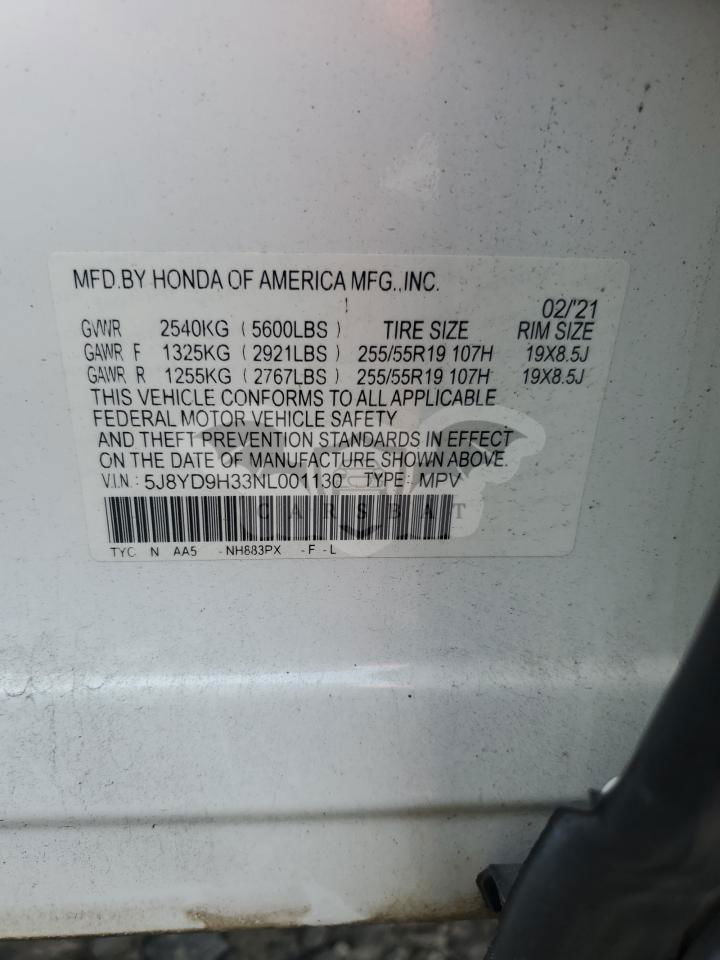 MFD.BY HONDA OF AMERICA MFG.,INC.
02/'21
GVWR 2540KG (5600LBS) TIRE SIZE RIM SIZE
GAWR F 1325KG (2921LBS) 255/55R19 107H 19X8.5J
GAWR R 1255KG (2767LBS) 255/55R19 107H 19X8.5J
THIS VEHICLE CONFORMS TO ALL APPLICABLE
FEDERAL MOTOR VEHICLE SAFETY
AND THEFT PREVENTION STANDARDS IN EFFECT
ON THE DATE OF MANUFACTURE SHOWN ABOVE.
V.I.N: 5J8YD9H33NL001130 TYPE: MPV
CARSBAT
TYC N AA5 -NH883PX -F -L